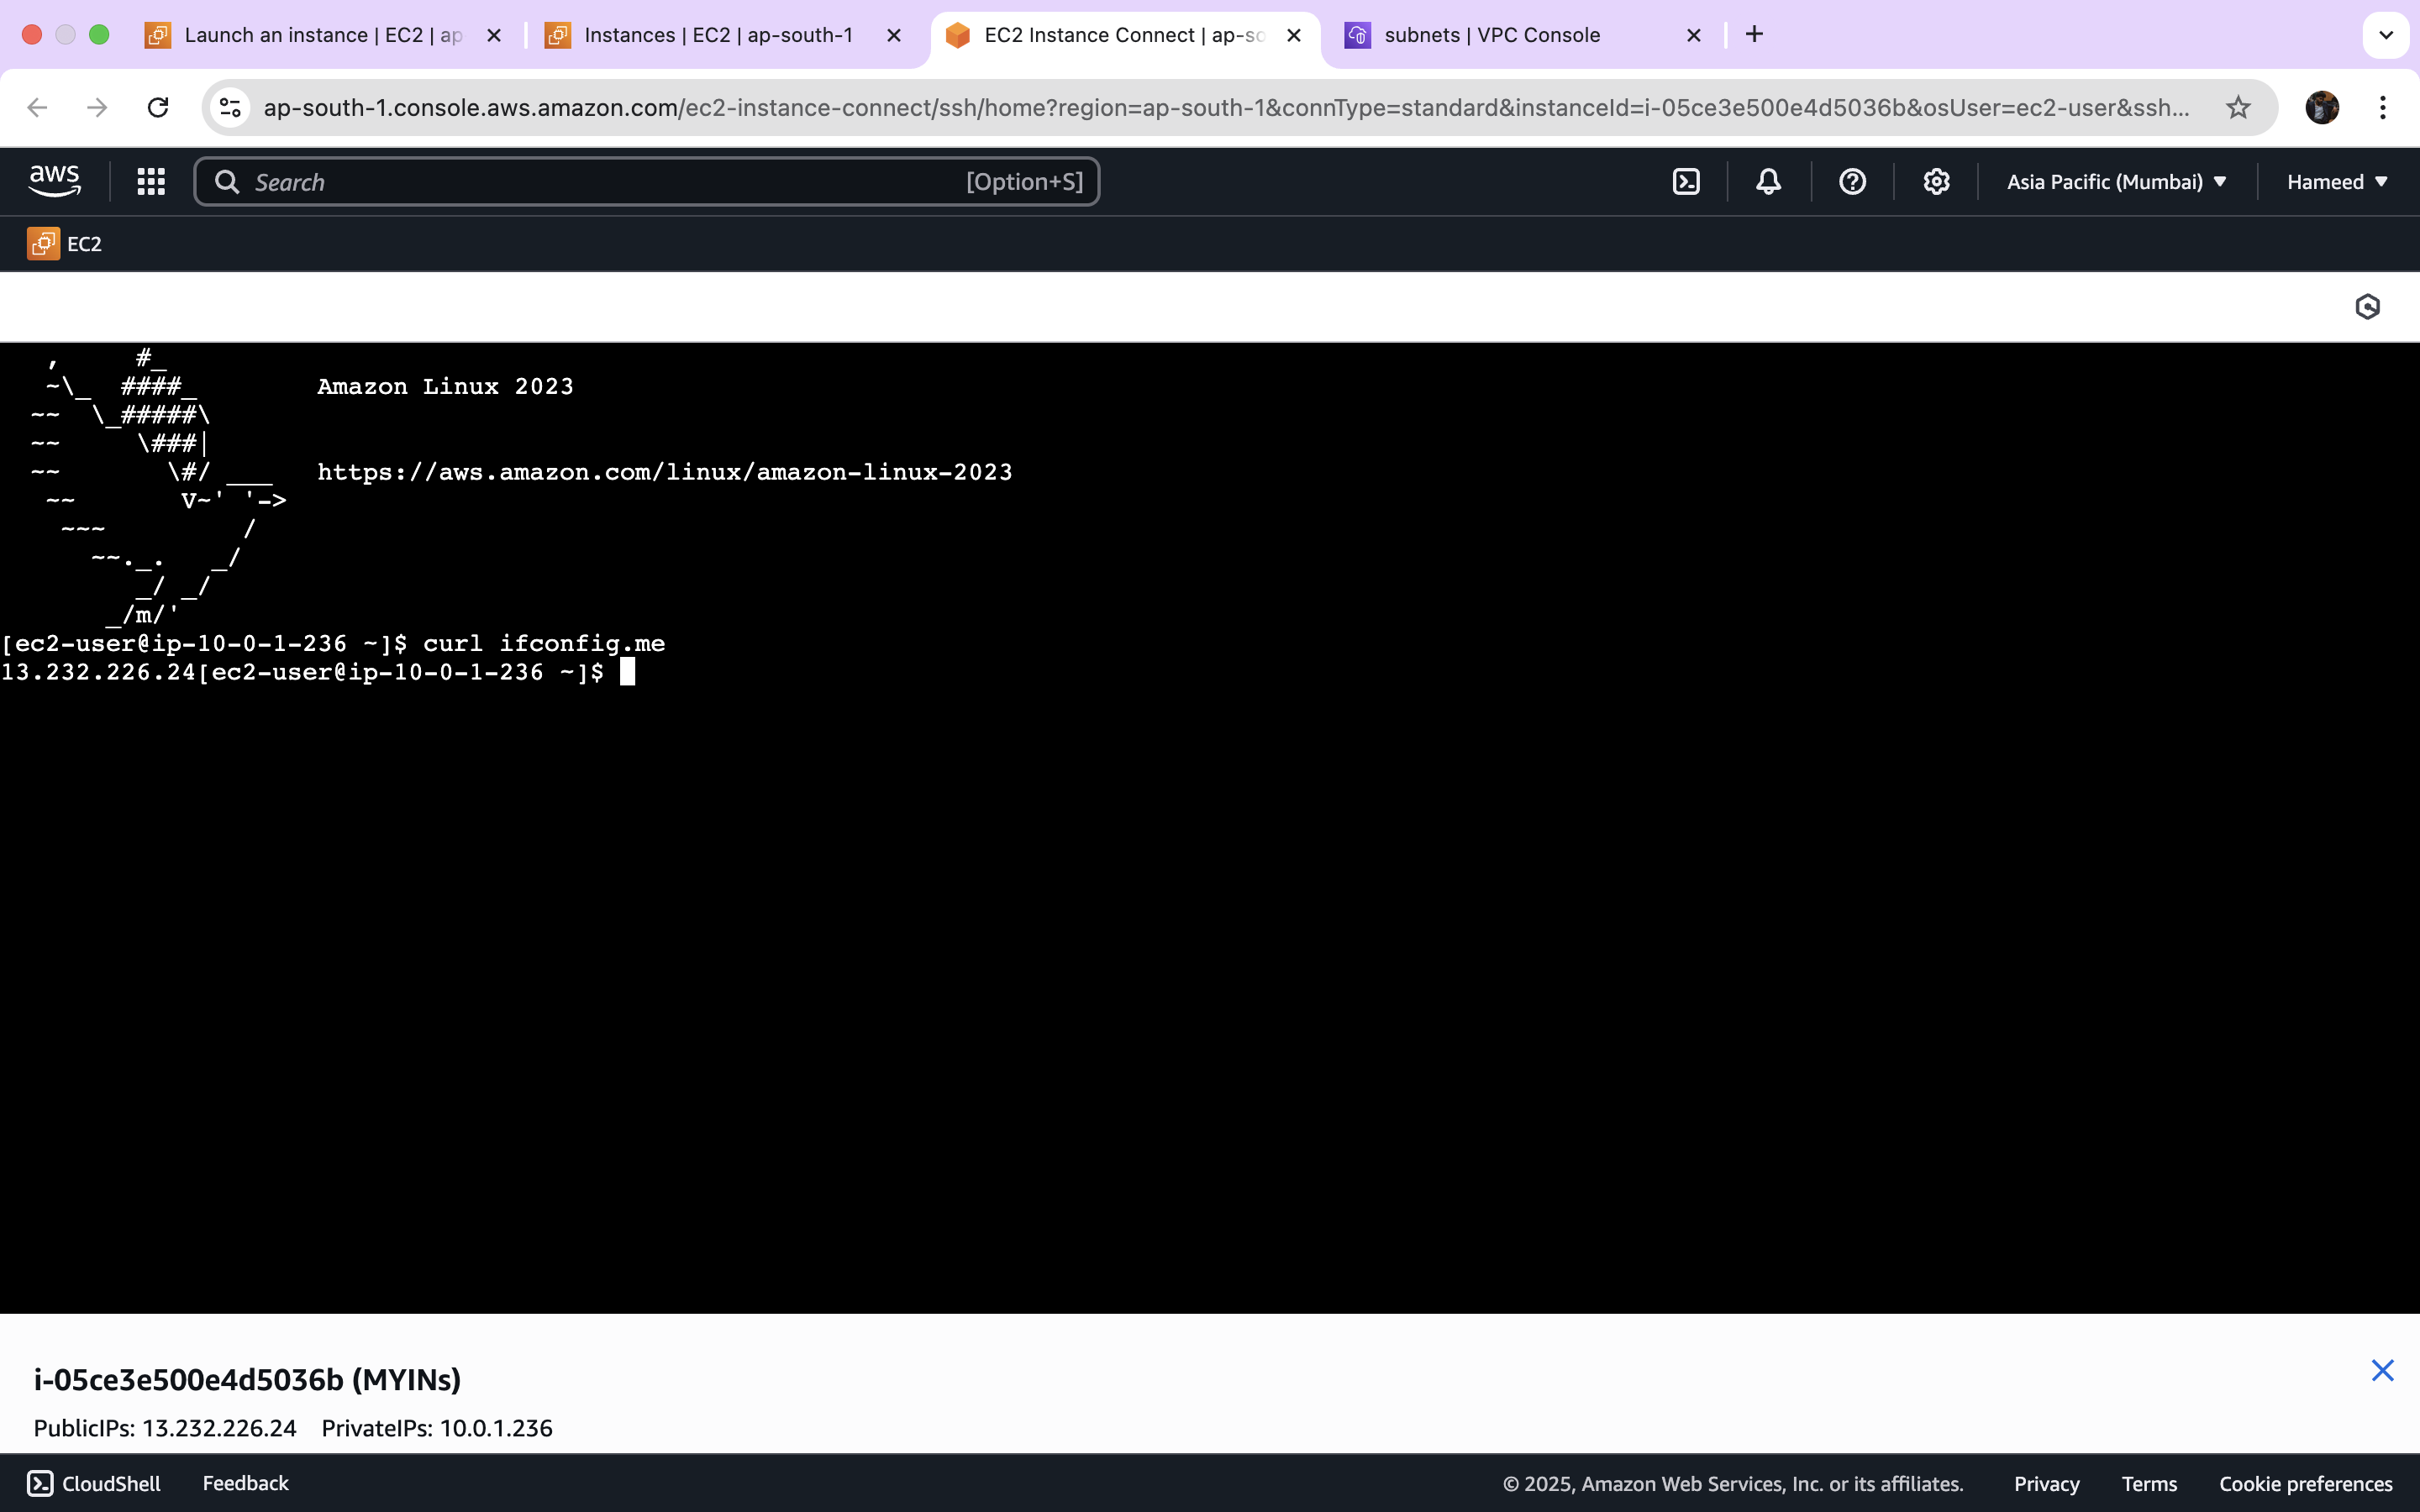 Launch an instance | EC2 | ap
Instances | EC2 | ap-south-1
EC2 Instance Connect | ap-so
subnets | VPC Console
ap-south-1.console.aws.amazon.com/ec2-instance-connect/ssh/home?region=ap-south-1&connType=standard&instanceId=i-05ce3e500e4d5036b&osUser=ec2-user&ssh...
aws
Search
[Option+S]
Asia Pacific (Mumbai)
Hameed
EC2
   ,     #_
   ~\_  ####_        Amazon Linux 2023
  ~~  \_#####\
  ~~     \###|
  ~~       \#/ ___   https://aws.amazon.com/linux/amazon-linux-2023
   ~~       V~' '->
    ~~~         /
      ~~._.   _/
         _/ _/
       _/m/'
[ec2-user@ip-10-0-1-236 ~]$ curl ifconfig.me
13.232.226.24[ec2-user@ip-10-0-1-236 ~]$
i-05ce3e500e4d5036b (MYINs)
PublicIPs: 13.232.226.24 PrivateIPs: 10.0.1.236
CloudShell
Feedback
© 2025, Amazon Web Services, Inc. or its affiliates.
Privacy
Terms
Cookie preferences